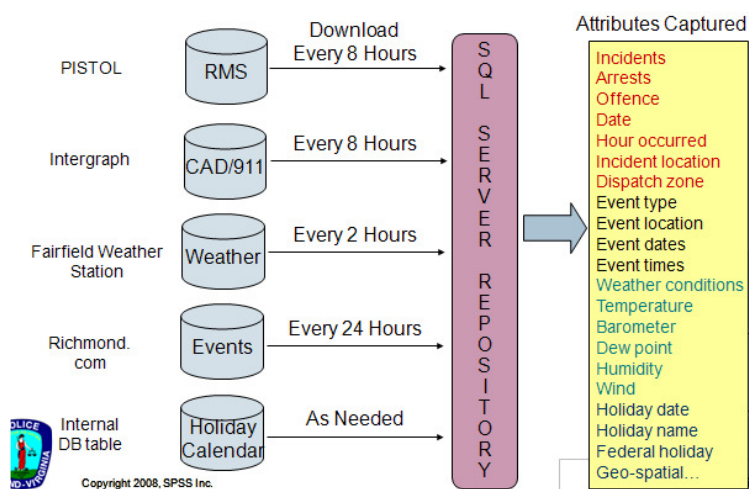 Attributes Captured
PISTOL
RMS
Download
Every 8 Hours
Intergraph
CAD/911
Every 8 Hours
Fairfield Weather
Station
Weather
Every 2 Hours
Richmond.
com
Events
Every 24 Hours
Internal
DB table
Holiday
Calendar
As Needed
SQL SERVER REPOSITORY
Incidents
Arrests
Offence
Date
Hour occurred
Incident location
Dispatch zone
Event type
Event location
Event dates
Event times
Weather conditions
Temperature
Barometer
Dew point
Humidity
Wind
Holiday date
Holiday name
Federal holiday
Geo-spatial...
OLICE
ND-VIRGINIA
Copyright 2008, SPSS Inc.